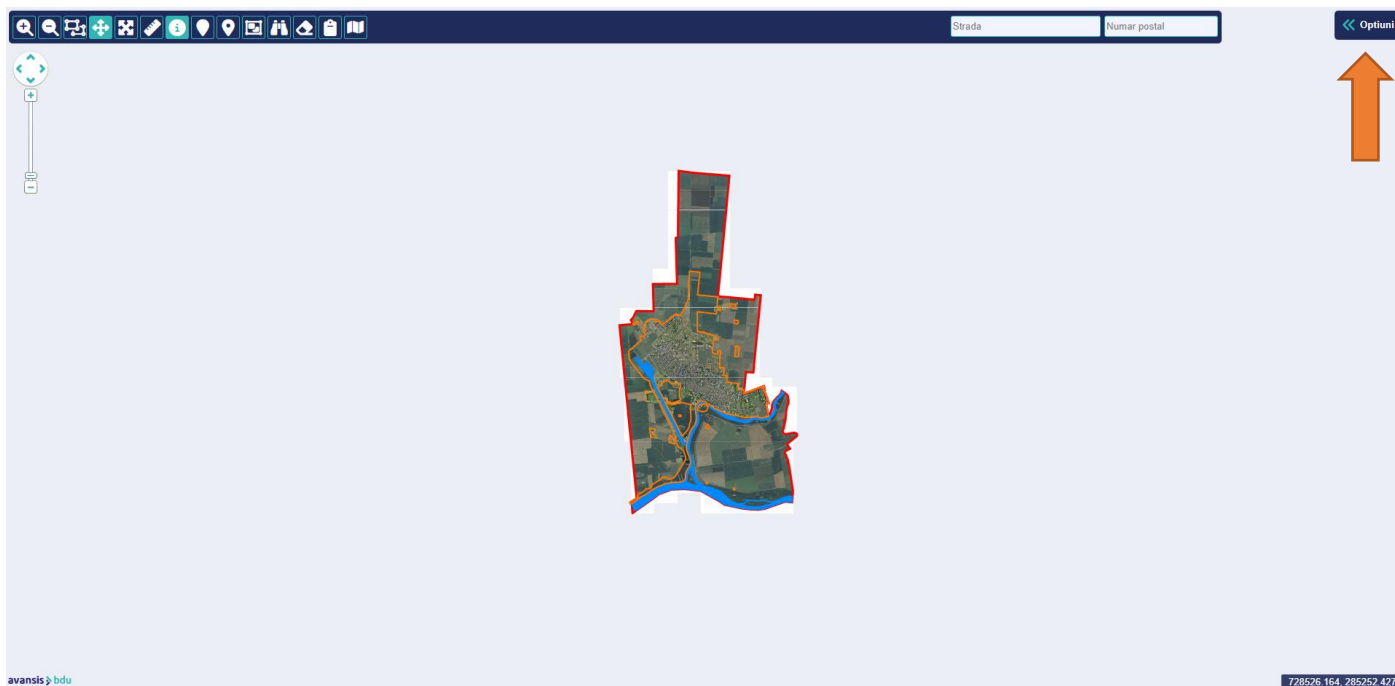 Strada
Numar postal
Optiuni
avansis bdu
728526.164, 285252.427